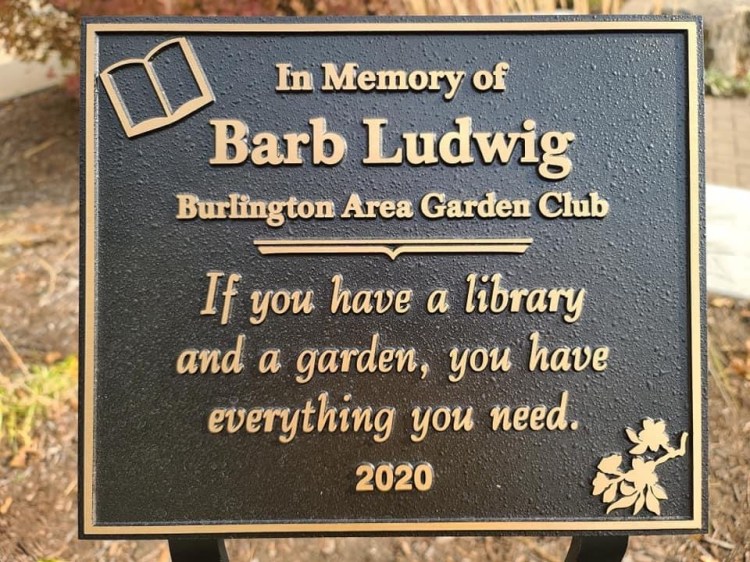 In Memory of
Barb Ludwig
Burlington Area Garden Club
If you have a library
and a garden, you have
everything you need.
2020